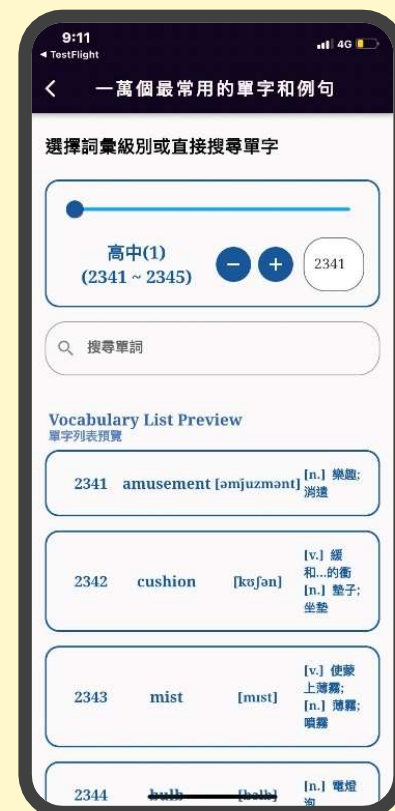 9:11
4G
◄ TestFlight
一萬個最常用的單字和例句
選擇詞彙級別或直接搜尋單字
高中(1)
(2341 ~ 2345)
2341
搜尋單詞
Vocabulary List Preview
單字列表預覽
2341 amusement [əmˈjuzmənt] [n.] 樂趣;
消遣
2342 cushion [kʊʃən] [v.] 緩
和...的衝
[n.] 墊子;
坐墊
2343 mist [mɪst] [v.] 使蒙
上薄霧;
[n.] 薄霧;
噴霧
2344 bulb [bəlb] [n.] 電燈
泡